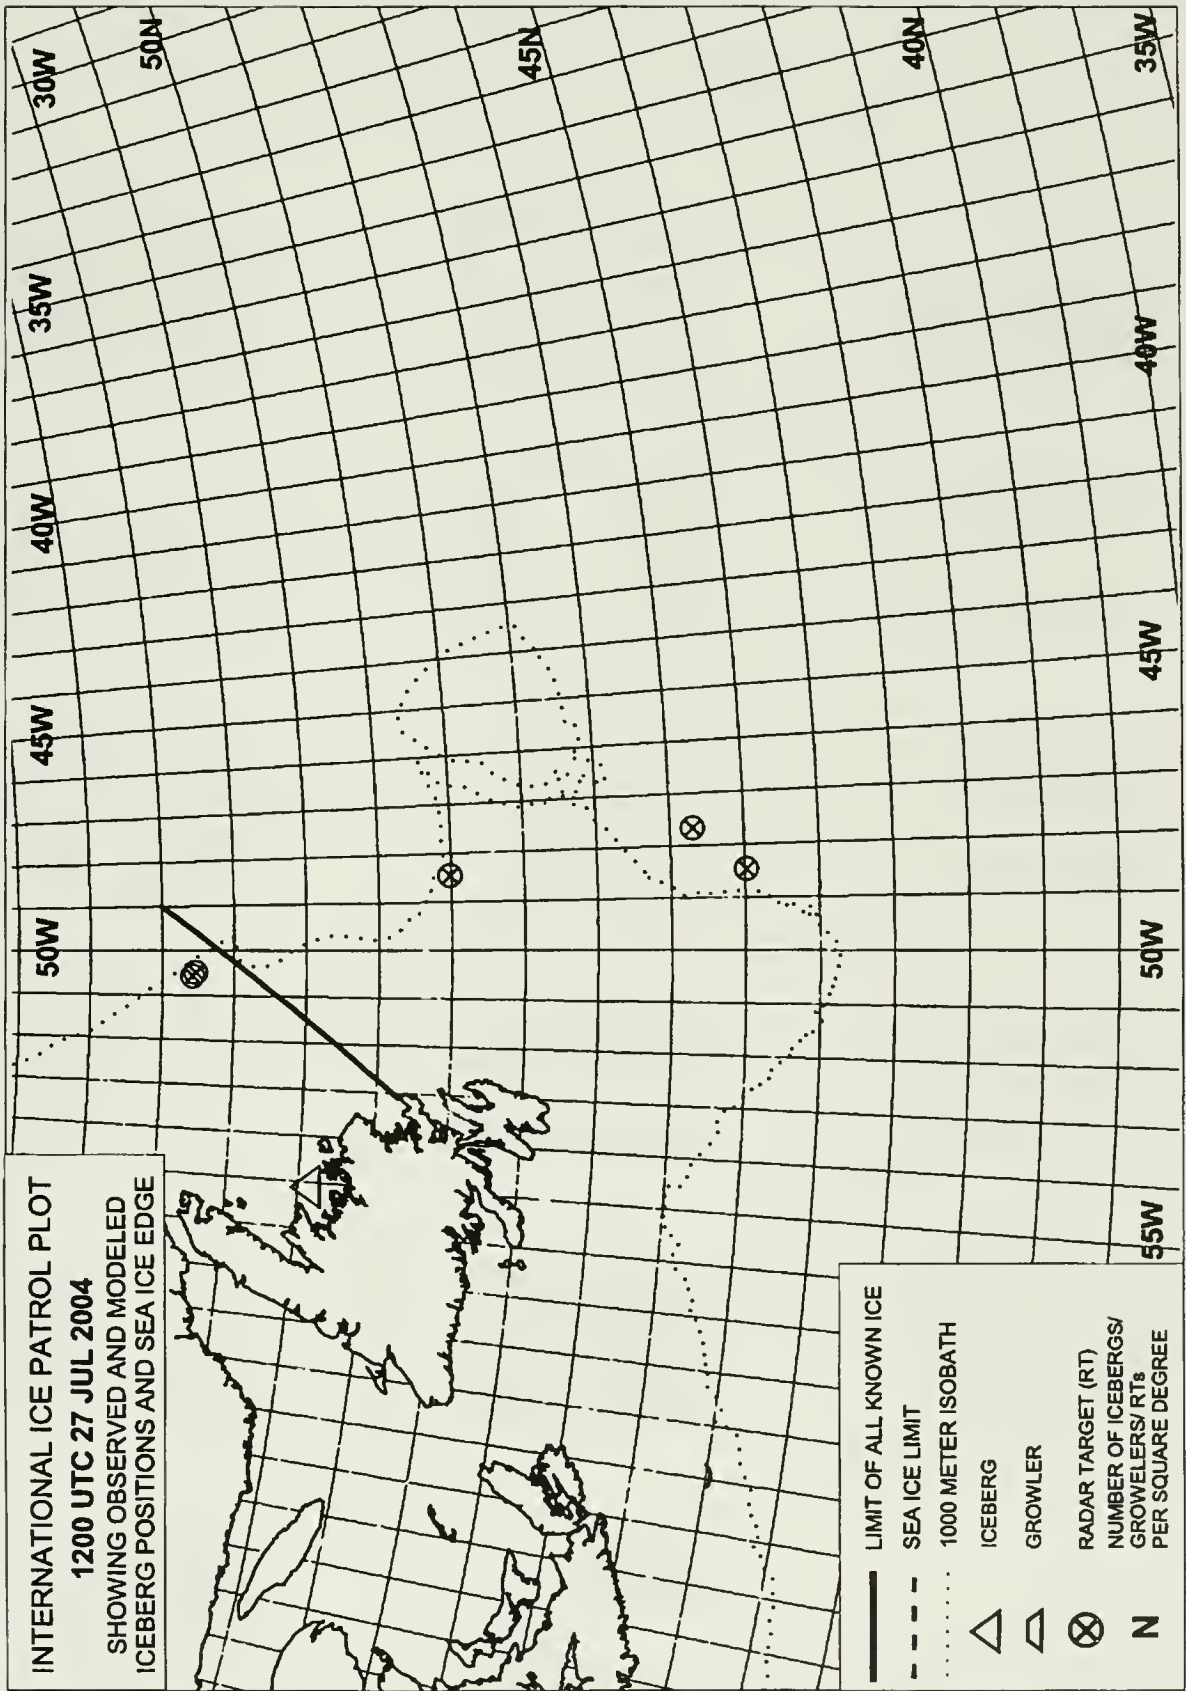 INTERNATIONAL ICE PATROL PLOT
1200 UTC 27 JUL 2004
SHOWING OBSERVED AND MODELED
ICEBERG POSITIONS AND SEA ICE EDGE
50W
45W
40W
35W
30W
50N
45N
40N
55W
50W
45W
40W
35W
LIMIT OF ALL KNOWN ICE
SEA ICE LIMIT
1000 METER ISOBATH
ICEBERG
GROWLER
RADAR TARGET (RT)
N
NUMBER OF ICEBERGS/
GROWELERS/ RTs
PER SQUARE DEGREE